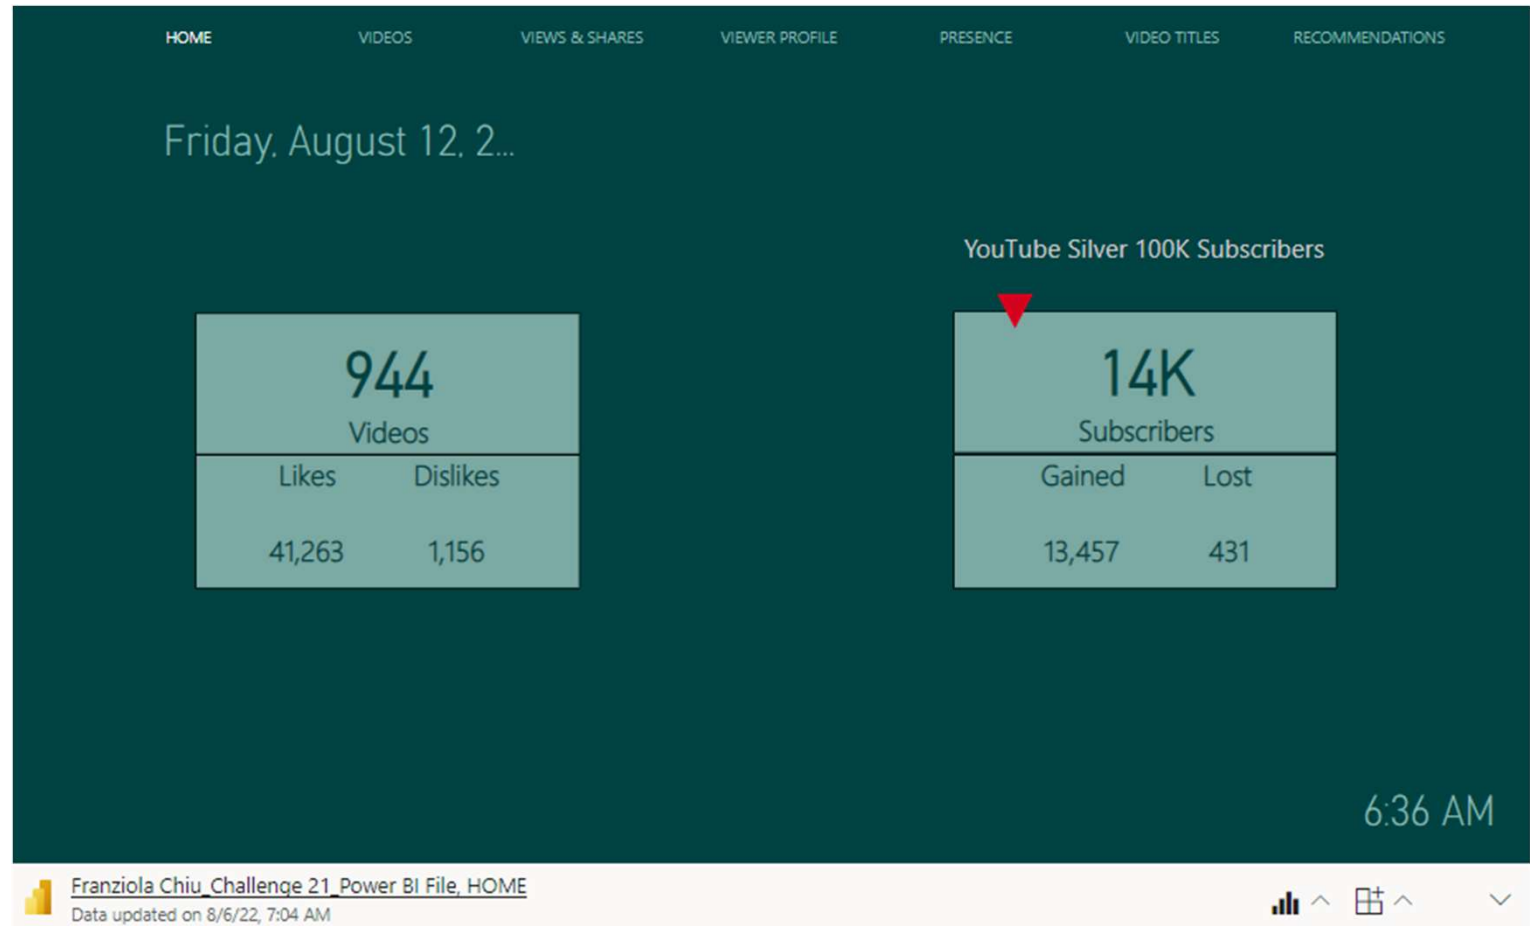 HOME VIDEOS VIEWS & SHARES VIEWER PROFILE PRESENCE VIDEO TITLES RECOMMENDATIONS
Friday, August 12, 2...
YouTube Silver 100K Subscribers
944
Videos
Likes Dislikes
41,263 1,156
14K
Subscribers
Gained Lost
13,457 431
6:36 AM
Franziola Chiu_Challenge 21_Power BI File, HOME
Data updated on 8/6/22, 7:04 AM